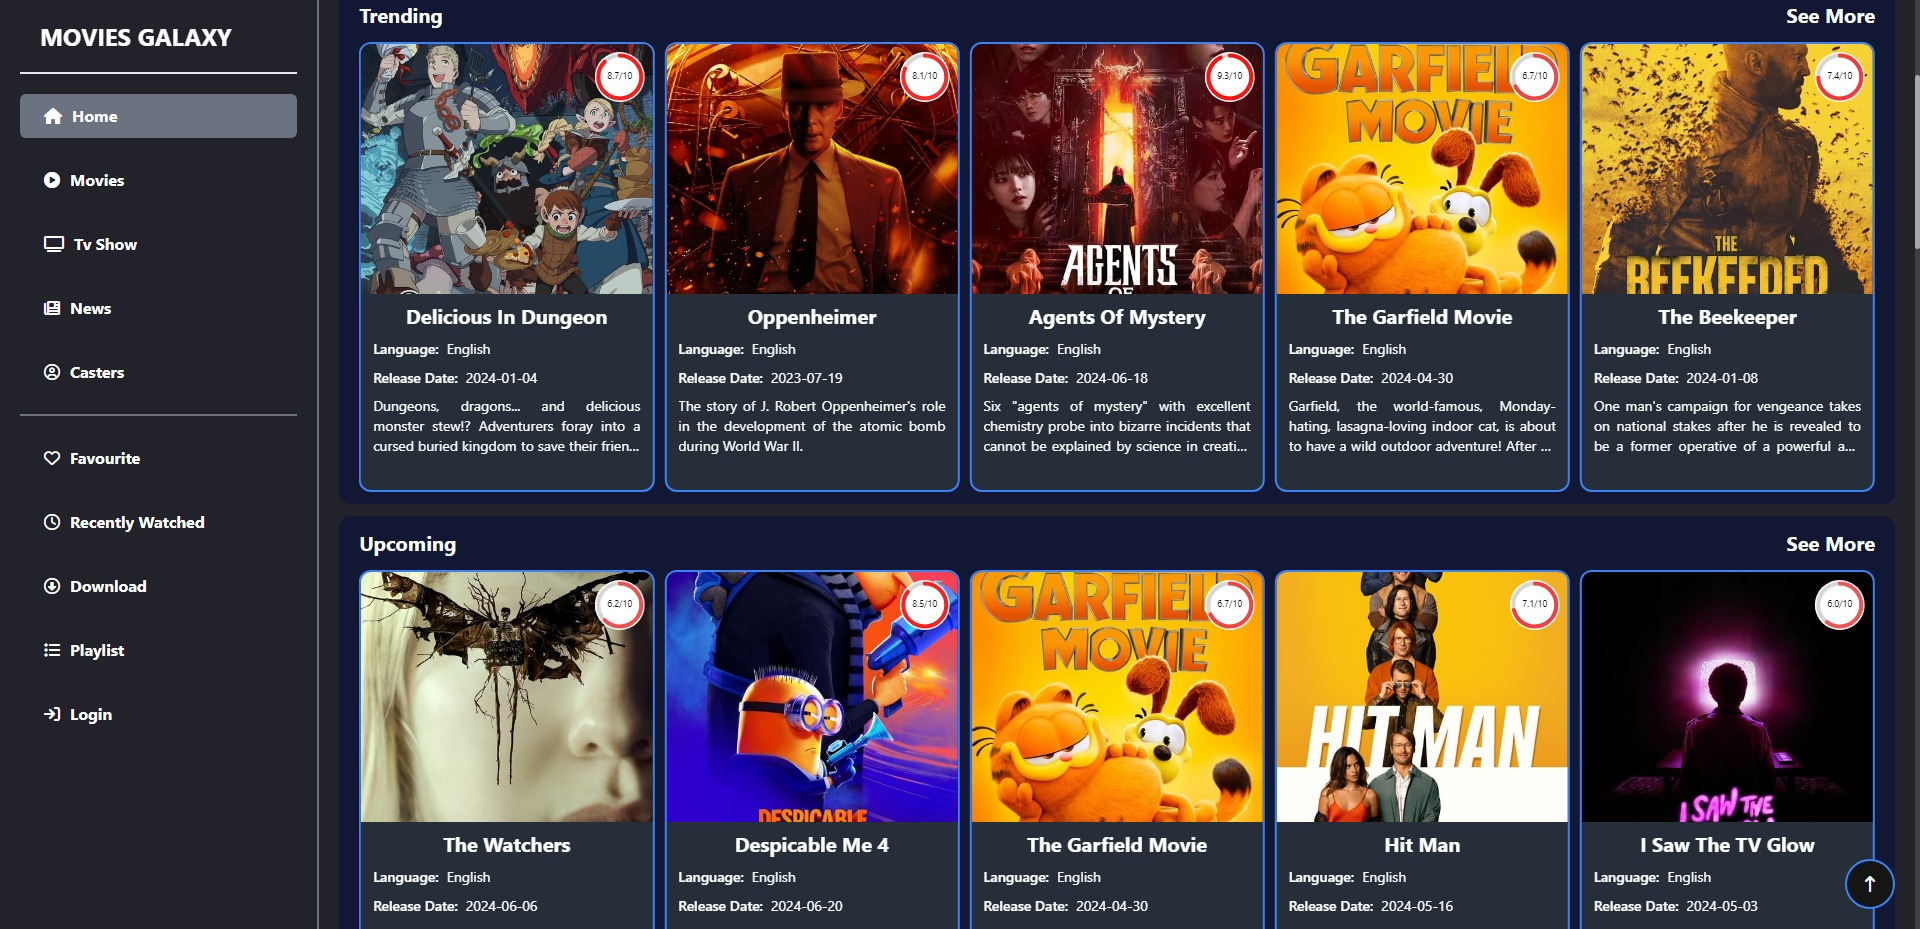 MOVIES GALAXY
Home
Movies
Tv Show
News
Casters
Favourite
Recently Watched
Download
Playlist
Login
Trending
See More
8.7/10
8.1/10
AGENTS
OF
9.3/10
GARFIELD
MOVIE
6.7/10
THE
BEEKEEPER
7.4/10
Delicious In Dungeon
Language: English
Release Date: 2024-01-04
Dungeons, dragons... and delicious
monster stew!? Adventurers foray into a
cursed buried kingdom to save their frien...
Oppenheimer
Language: English
Release Date: 2023-07-19
The story of J. Robert Oppenheimer's role
in the development of the atomic bomb
during World War II.
Agents Of Mystery
Language: English
Release Date: 2024-06-18
Six "agents of mystery" with excellent
chemistry probe into bizarre incidents that
cannot be explained by science in creati...
The Garfield Movie
Language: English
Release Date: 2024-04-30
Garfield, the world-famous, Monday-
hating, lasagna-loving indoor cat, is about
to have a wild outdoor adventure! After ...
The Beekeeper
Language: English
Release Date: 2024-01-08
One man's campaign for vengeance takes
on national stakes after he is revealed to
be a former operative of a powerful a...
Upcoming
See More
6.2/10
DESPICABLE
8.5/10
GARFIELD
MOVIE
6.7/10
HIT MAN
7.1/10
I SAW THE
6.0/10
The Watchers
Language: English
Release Date: 2024-06-06
Despicable Me 4
Language: English
Release Date: 2024-06-20
The Garfield Movie
Language: English
Release Date: 2024-04-30
Hit Man
Language: English
Release Date: 2024-05-16
I Saw The TV Glow
Language: English
Release Date: 2024-05-03